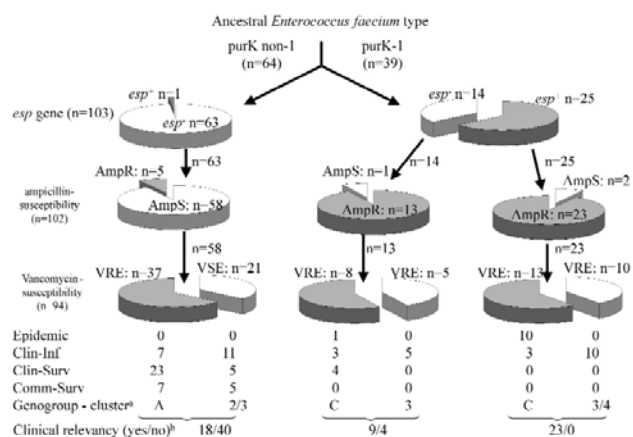 Ancestral Enterococcus faecium type
purK non-1
(n=64)
purK-1
(n=39)
esp⁺ n−1
esp⁻ n=63
esp gene (n=103)
esp⁻ n−14
esp⁺ n−25
n−63
n−14
n−25
AmpR: n−5
AmpS: n−58
ampicillin-
susceptibility
(n=102)
AmpS: n−1
AmpR: n = 13
AmpS: n = 2
AmpR: n = 23
n=58
n=13
n=23
VRE: n−37
VSE: n−21
Vancomycin-
susceptibility
(n 94)
VRE: n−8
VRE: n−5
VRE: n−13
VRE: n−10
Epidemic 0 0 1 0 10 0
Clin-Inf 7 11 3 5 3 10
Clin-Surv 23 5 4 0 0 0
Comm-Surv 7 5 0 0 0 0
Genogroup - clusterᵃ A 2/3 C 3 C 3/4
Clinical relevancy (yes/no)ᵇ 18/40 9/4 23/0